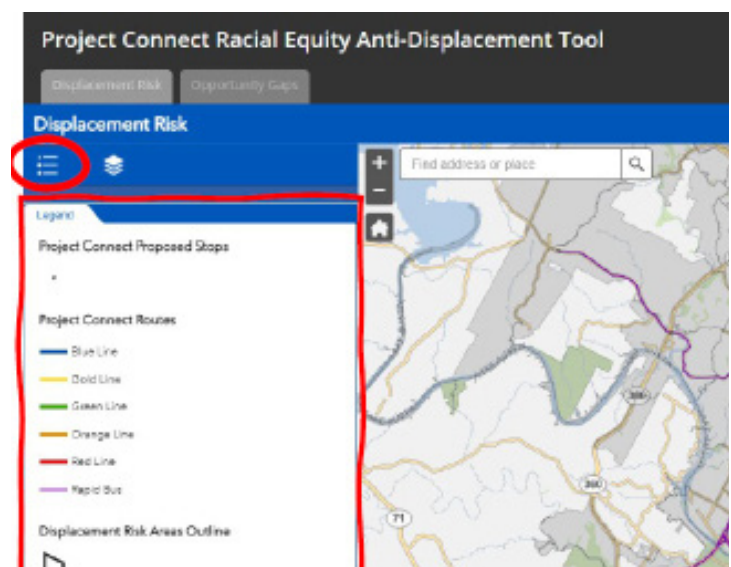 Project Connect Racial Equity Anti-Displacement Tool
Displacement Risk
Opportunity Gaps
Displacement Risk
Find address or place
Legend
Project Connect Proposed Stops
Project Connect Routes
Blue Line
Gold Line
Green Line
Orange Line
Red Line
Rapid Bus
Displacement Risk Areas Outline
360
360
71